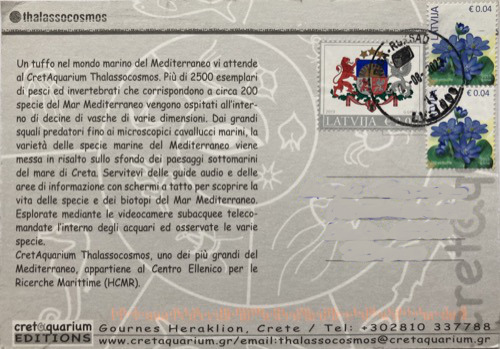 thalassocosmos
LATVIJA
€ 0.04
LATVIJA
€ 0.04
LATVIJA
Un tuffo nel mondo marino del Mediterraneo vi attende
al CretAquarium Thalassocosmos. Più di 2500 esemplari
di pesci ed invertebrati che corrispondono a circa 200
specie del Mar Mediterraneo vengono ospitati all'inter-
no di decine di vasche di varie dimensioni. Dai grandi
squali predatori fino ai microscopici cavallucci marini, la
varietà delle specie marine del Mediterraneo viene
messa in risalto sullo sfondo dei paesaggi sottomarini
del mare di Creta. Servitevi delle guide audio e delle
aree di information con schermi a tatto per scoprire la
vita delle specie e dei biotopi del Mar Mediterraneo.
Esplorate mediante le videocamere subacquee teleco-
mandate l'interno degli acquari ed osservate le varie
specie.
CretAquarium Thalassocosmos, uno dei più grandi del
Mediterraneo, appartiene al Centro Ellenico per le
Ricerche Marittime (HCMR).
cretaquarium
EDITIONS
Gournes Heraklion, Crete / Tel: +302810 337788
www.cretaquarium.gr/email:thalassocosmos@cretaquarium.gr